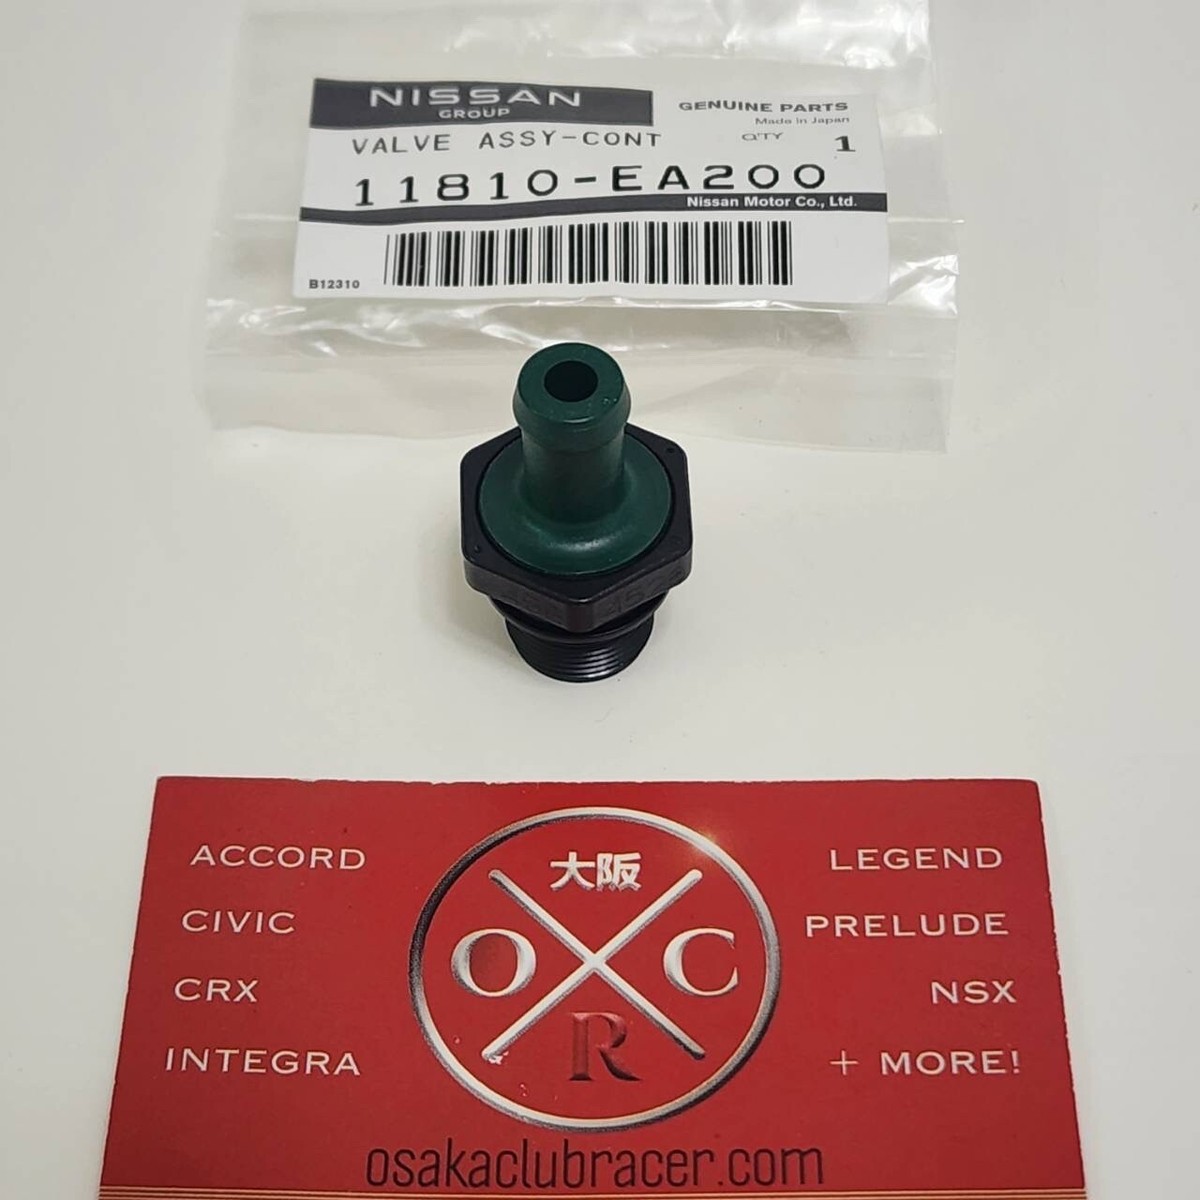 NISSAN
GROUP
GENUINE PARTS
Made in Japan
VALVE ASSY-CONT
Q'TY 1
11810-EA200
Nissan Motor Co., Ltd.
B12310
ACCORD
CIVIC
CRX
INTEGRA
大阪
O C
R
LEGEND
PRELUDE
NSX
+ MORE!
osakaclubracer.com